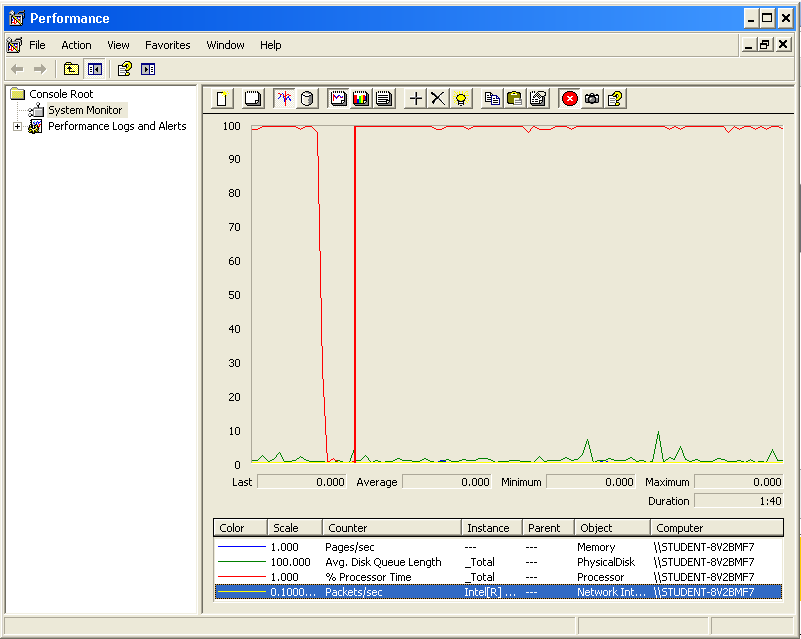 Performance
File Action View Favorites Window Help
Console Root
System Monitor
Performance Logs and Alerts
100
90
80
70
60
50
40
30
20
10
0
Last 0.000 Average 0.000 Minimum 0.000 Maximum 0.000
Duration 1:40
Color Scale Counter Instance Parent Object Computer
1.000 Pages/sec --- --- Memory \\STUDENT-8V2BMF7
100.000 Avg. Disk Queue Length _Total --- PhysicalDisk \\STUDENT-8V2BMF7
1.000 % Processor Time _Total --- Processor \\STUDENT-8V2BMF7
0.1000... Packets/sec Intel[R] ... --- Network Int... \\STUDENT-8V2BMF7